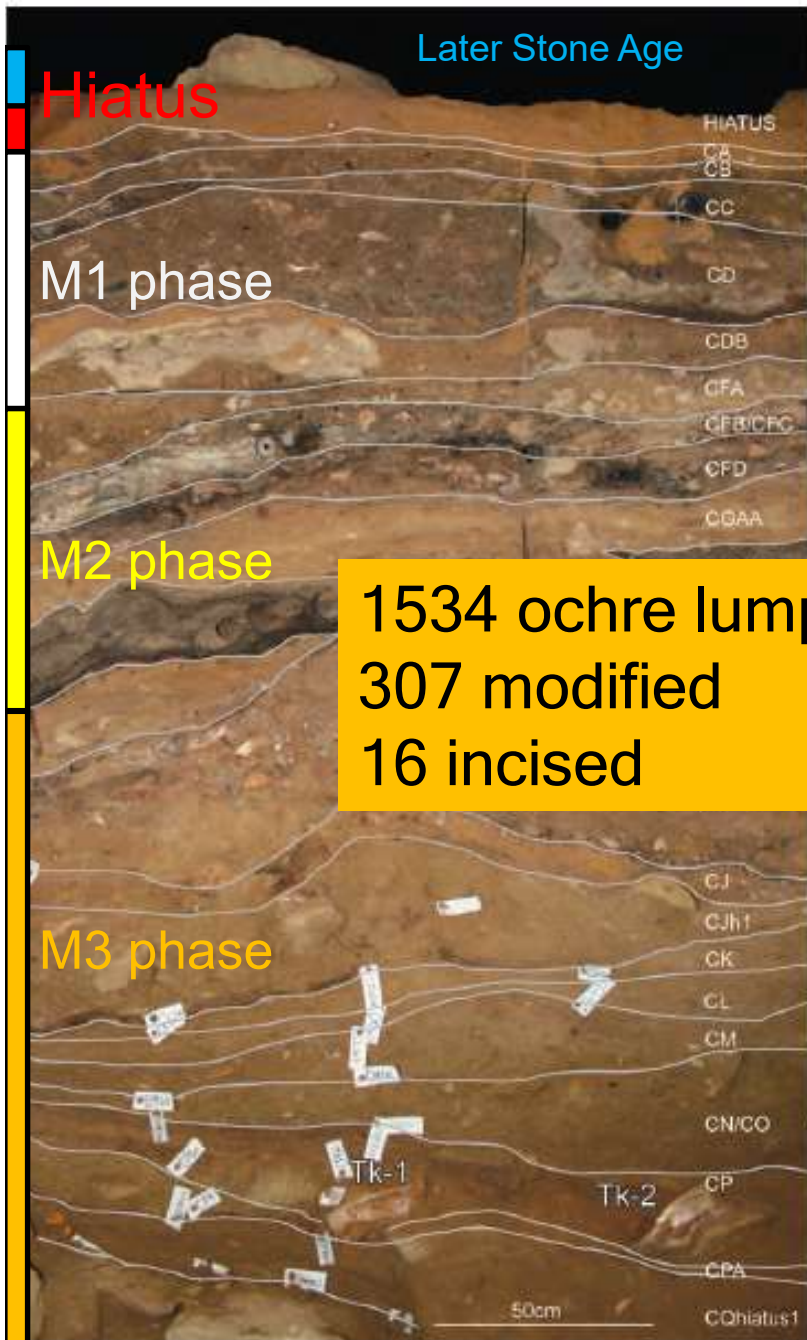 Later Stone Age
Hiatus
HIATUS
CA
CB
CC
M1 phase
CD
CDB
CFA
CFB/CFC
CFD
CGAA
M2 phase
1534 ochre lump
307 modified
16 incised
CJ
CJh1
M3 phase
CK
CL
CM
CN/CO
Tk-1
CP
Tk-2
CPA
50cm
CQhiatus1